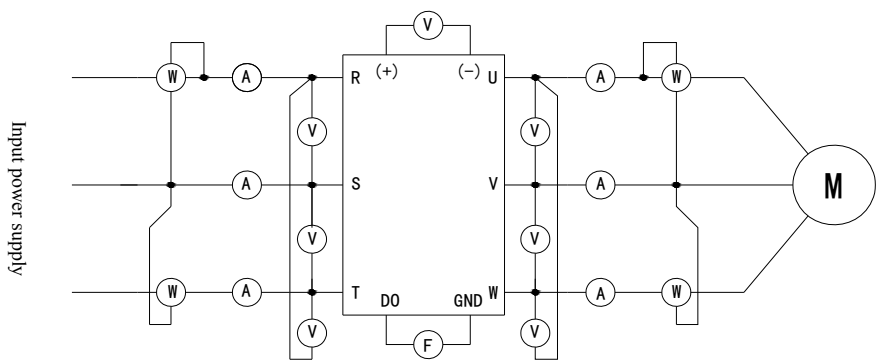 V
(+) (-)
W A R U A W
V V
Input power supply
A S V A
M
V V
W A T W A W
DO GND
V V
F